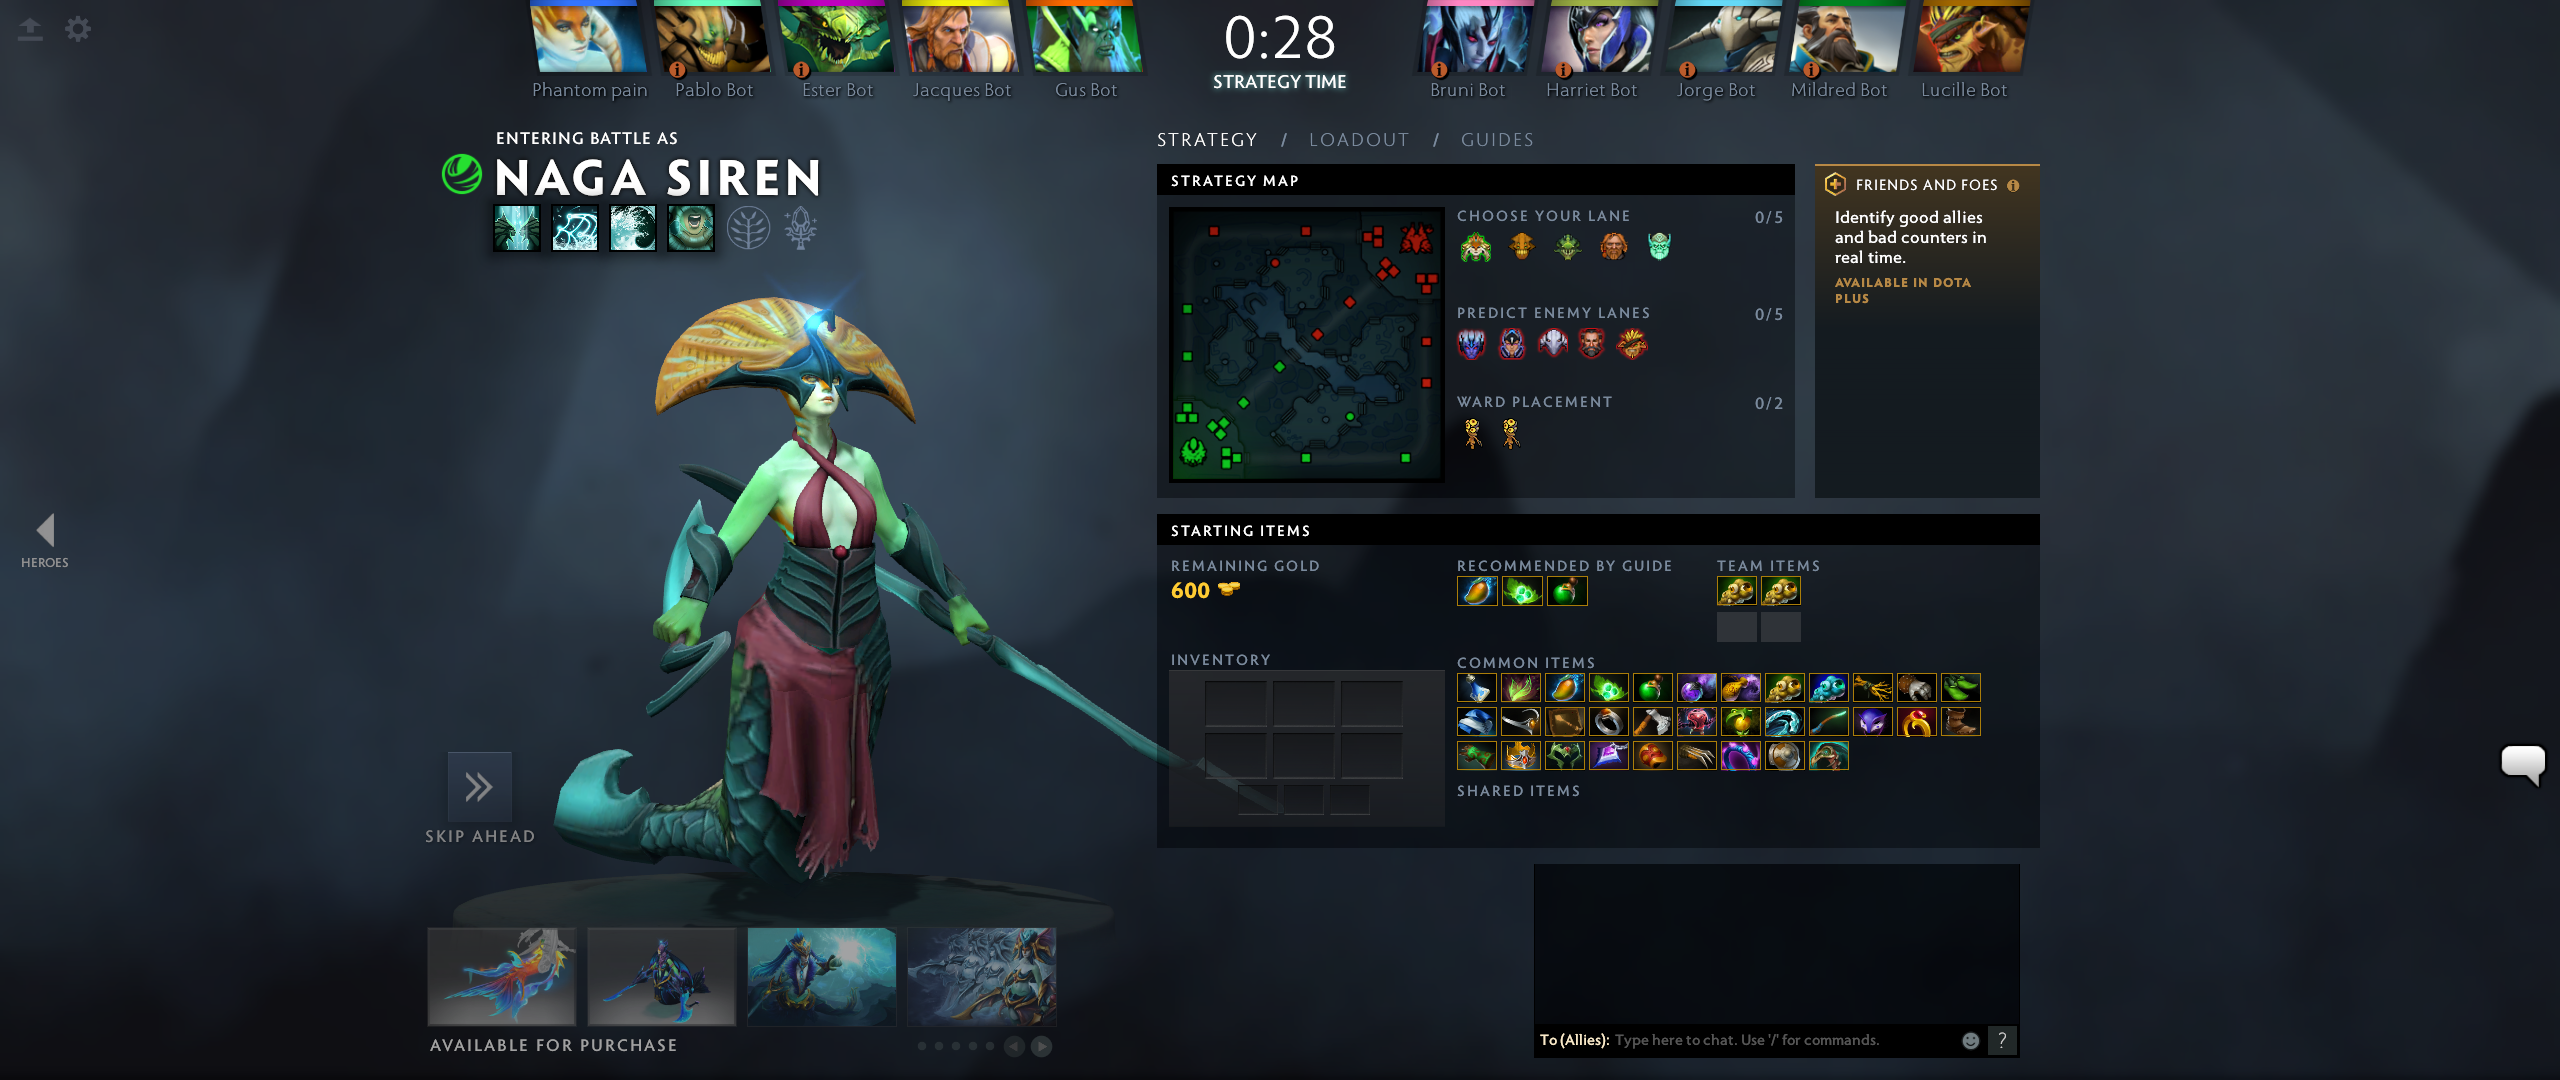 0:28
STRATEGY TIME
Phantom pain
Pablo Bot
Ester Bot
Jacques Bot
Gus Bot
Bruni Bot
Harriet Bot
Jorge Bot
Mildred Bot
Lucille Bot
ENTERING BATTLE AS
NAGA SIREN
HEROES
SKIP AHEAD
AVAILABLE FOR PURCHASE
STRATEGY / LOADOUT / GUIDES
STRATEGY MAP
CHOOSE YOUR LANE 0/5
PREDICT ENEMY LANES 0/5
WARD PLACEMENT 0/2
FRIENDS AND FOES
Identify good allies
and bad counters in
real time.
AVAILABLE IN DOTA
PLUS
STARTING ITEMS
REMAINING GOLD
600
RECOMMENDED BY GUIDE
TEAM ITEMS
INVENTORY
COMMON ITEMS
SHARED ITEMS
To (Allies): Type here to chat. Use '/' for commands.
?